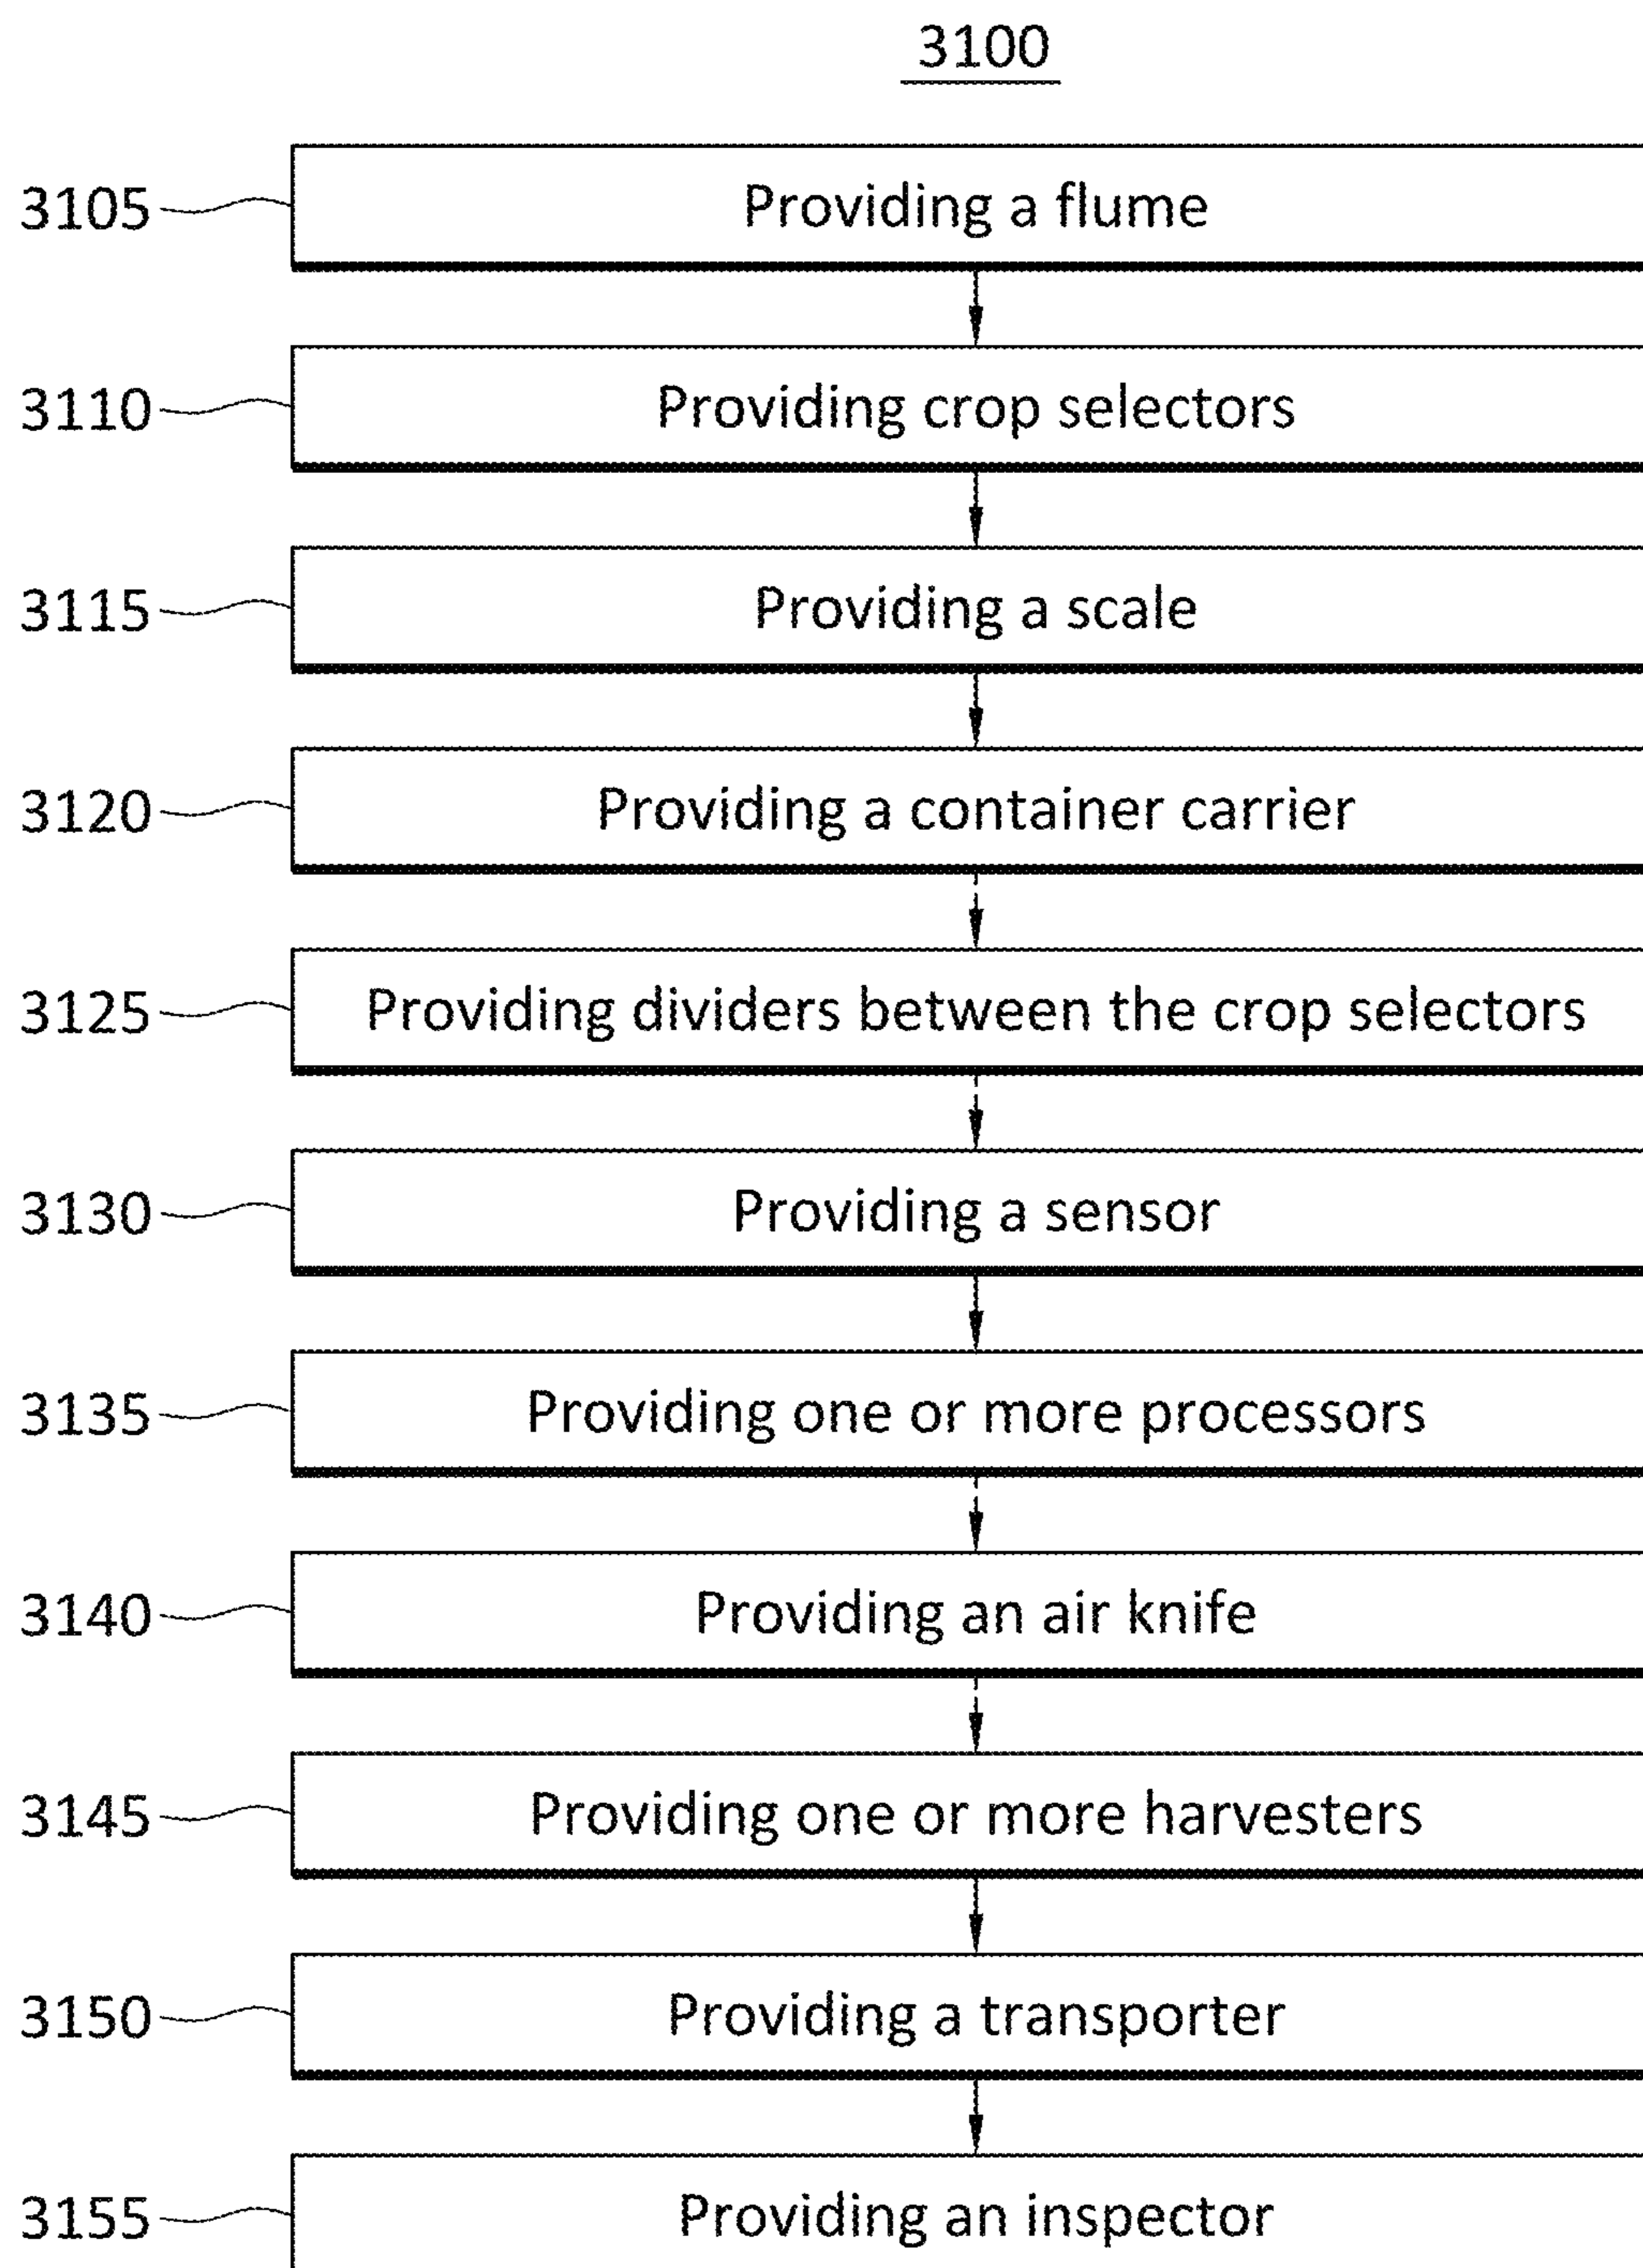 3100
3105 Providing a flume
3110 Providing crop selectors
3115 Providing a scale
3120 Providing a container carrier
3125 Providing dividers between the crop selectors
3130 Providing a sensor
3135 Providing one or more processors
3140 Providing an air knife
3145 Providing one or more harvesters
3150 Providing a transporter
3155 Providing an inspector